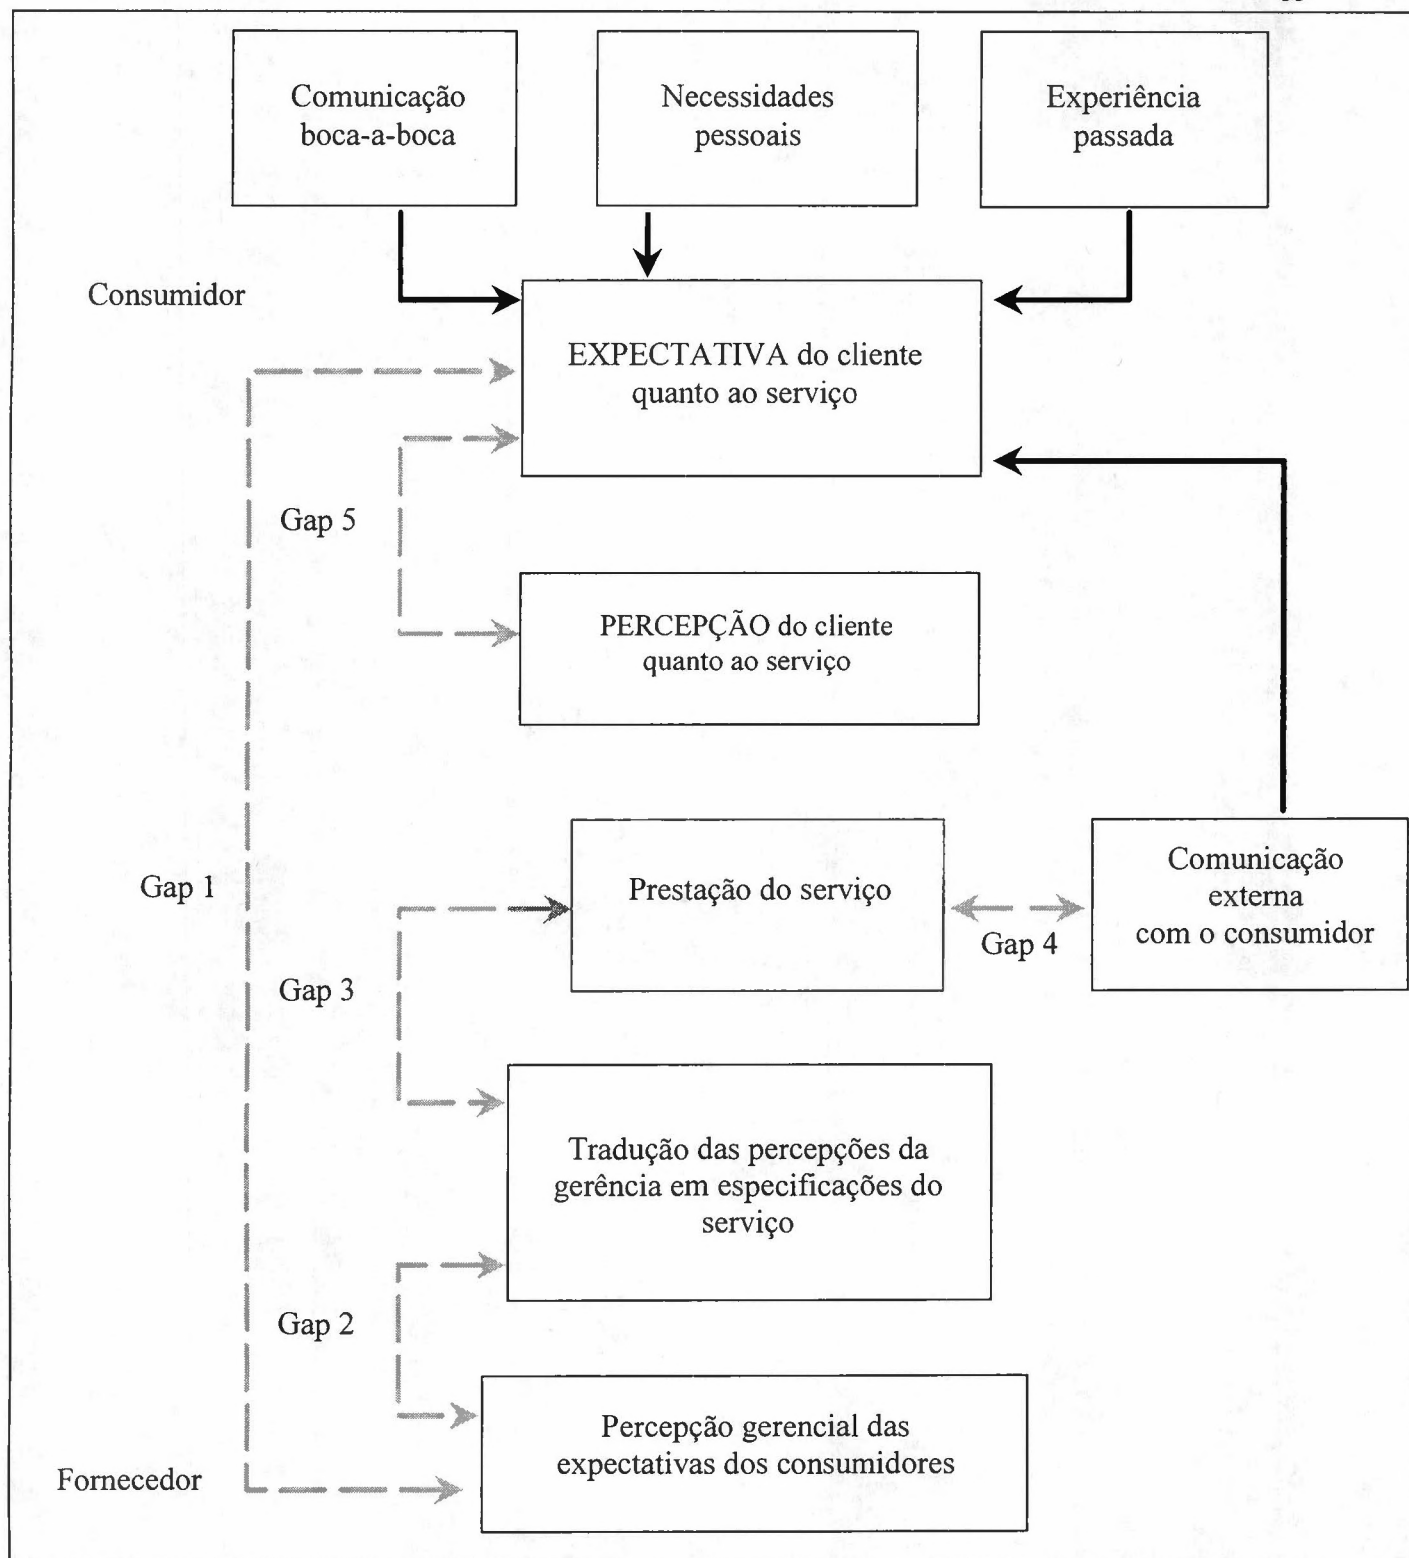 Comunicação
boca-a-boca
Necessidades
pessoais
Experiência
passada
Consumidor
EXPECTATIVA do cliente
quanto ao serviço
Gap 5
PERCEPÇÃO do cliente
quanto ao serviço
Gap 1
Prestação do serviço
Gap 4
Comunicação
externa
com o consumidor
Gap 3
Tradução das percepções da
gerência em especificações do
serviço
Gap 2
Percepção gerencial das
expectativas dos consumidores
Fornecedor